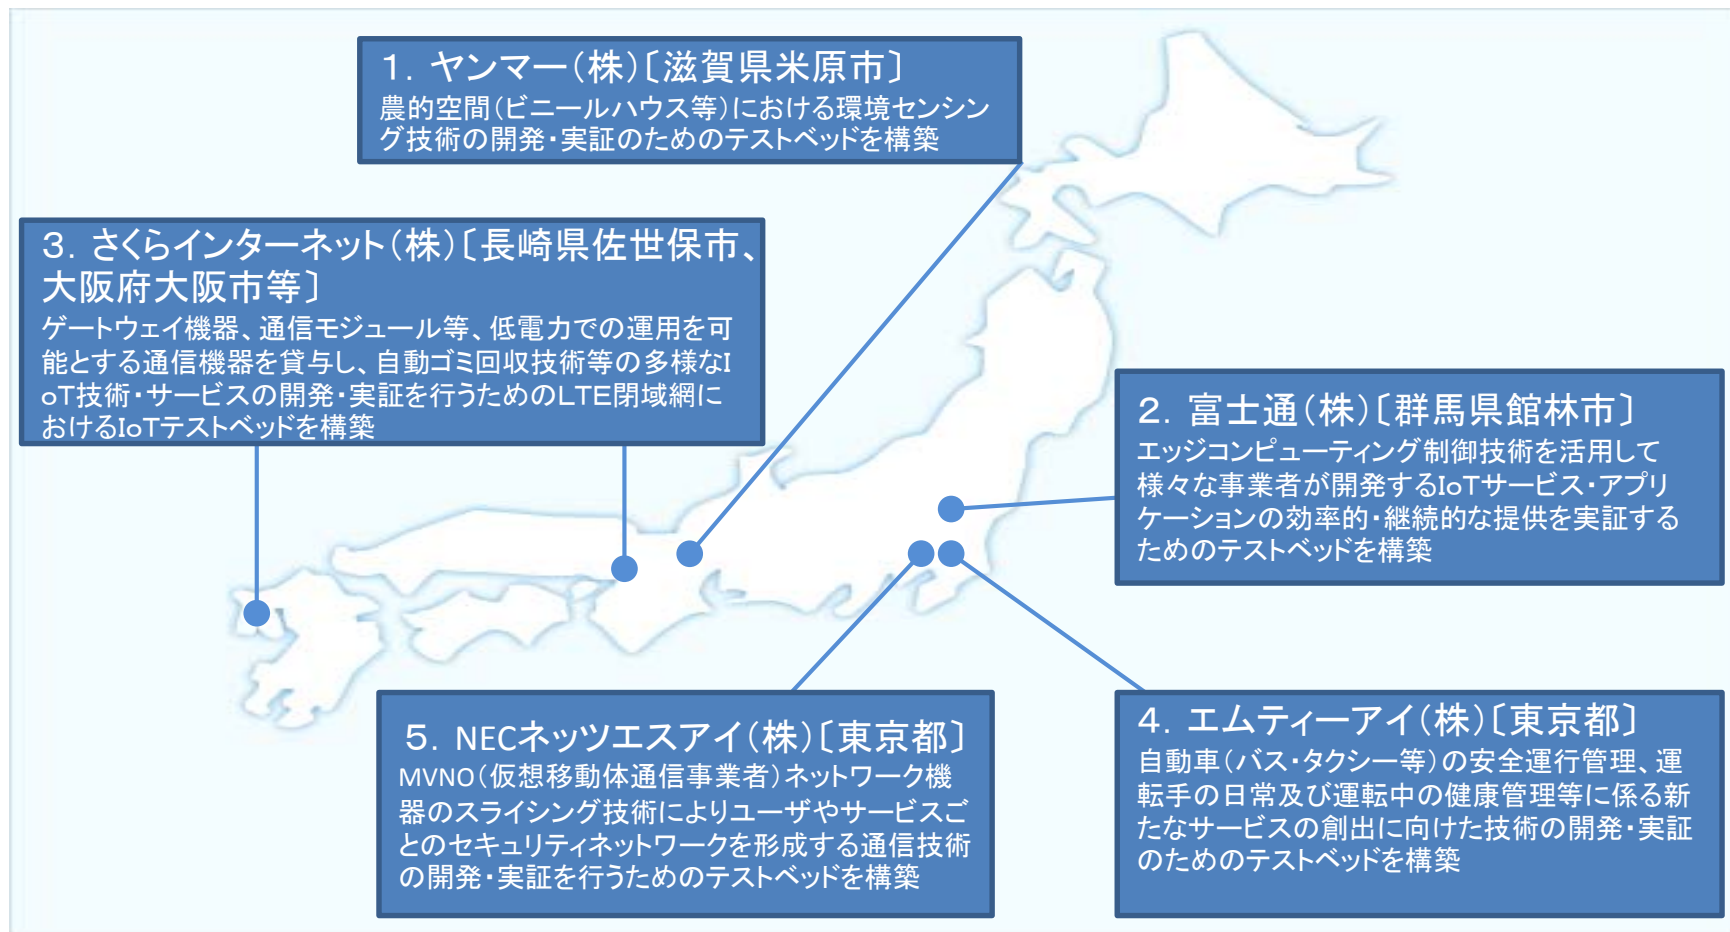 1. ヤンマー(株)〔滋賀県米原市〕
農的空間(ビニールハウス等)における環境センシン
グ技術の開発・実証のためのテストベッドを構築
3. さくらインターネット(株)〔長崎県佐世保市、
大阪府大阪市等〕
ゲートウェイ機器、通信モジュール等、低電力での運用を可
能とする通信機器を貸与し、自動ゴミ回収技術等の多様なI
oT技術・サービスの開発・実証を行うためのLTE閉域網に
おけるIoTテストベッドを構築
2. 富士通(株)〔群馬県館林市〕
エッジコンピューティング制御技術を活用して
様々な事業者が開発するIoTサービス・アプリ
ケーションの効率的・継続的な提供を実証する
ためのテストベッドを構築
5. NECネッツエスアイ(株)〔東京都〕
MVNO(仮想移動体通信事業者)ネットワーク機
器のスライシング技術によりユーザやサービスご
とのセキュリティネットワークを形成する通信技術
の開発・実証を行うためのテストベッドを構築
4. エムティーアイ(株)〔東京都〕
自動車(バス・タクシー等)の安全運行管理、運
転手の日常及び運転中の健康管理等に係る新
たなサービスの創出に向けた技術の開発・実証
のためのテストベッドを構築